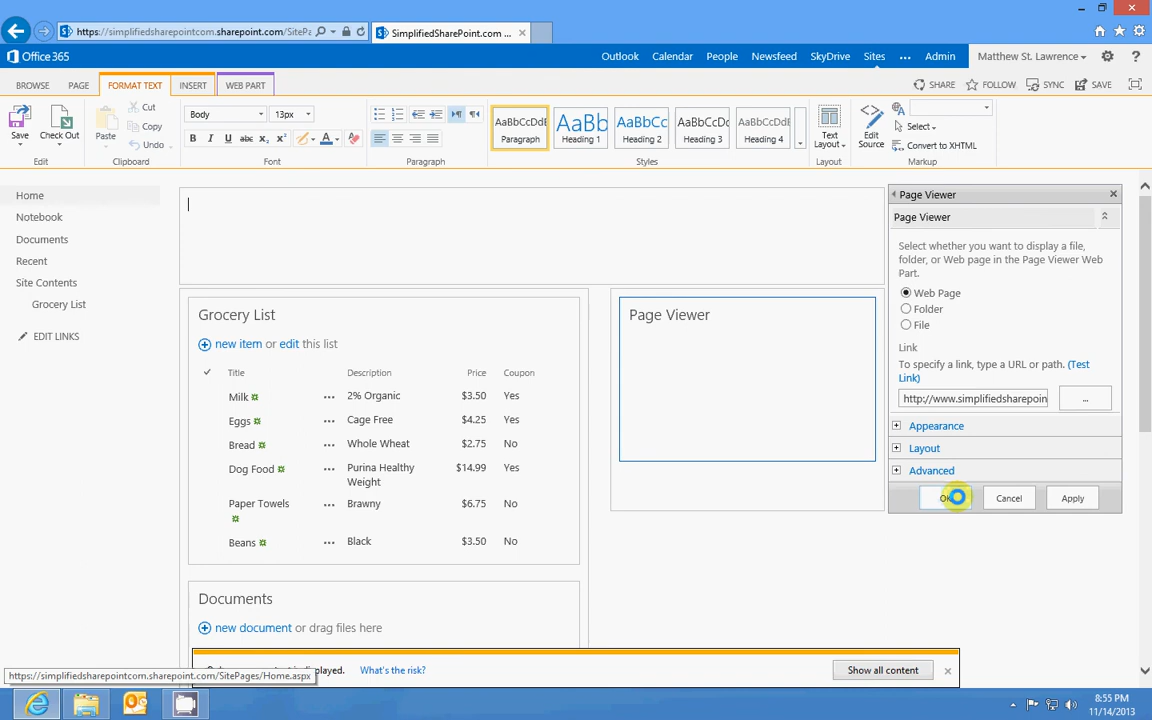 https://simplifiedsharepointcom.sharepoint.com/SitePa
SimplifiedSharePoint.com ...
Office 365
Outlook Calendar People Newsfeed SkyDrive Sites ... Admin Matthew St. Lawrence ?
BROWSE PAGE FORMAT TEXT INSERT WEB PART SHARE FOLLOW SYNC SAVE
Save Check Out Paste Cut Copy Undo
Body 13px
B I U abc x₂ x²
AaBbCcDdE AaBb AaBbCc AaBbCcDc AaBbCcDdE
Paragraph Heading 1 Heading 2 Heading 3 Heading 4
Text Layout Edit Source Select Convert to XHTML
Edit Clipboard Font Paragraph Styles Layout Markup
Home
Notebook
Documents
Recent
Site Contents
Grocery List
EDIT LINKS
Grocery List
new item or edit this list
Title Description Price Coupon
Milk ... 2% Organic $3.50 Yes
Eggs ... Cage Free $4.25 Yes
Bread ... Whole Wheat $2.75 No
Dog Food ... Purina Healthy Weight $14.99 Yes
Paper Towels ... Brawny $6.75 No
Beans ... Black $3.50 No
Documents
new document or drag files here
Page Viewer
Page Viewer
Page Viewer
Select whether you want to display a file,
folder, or Web page in the Page Viewer Web
Part.
Web Page
Folder
File
Link
To specify a link, type a URL or path. (Test
Link)
http://www.simplifiedsharepoin ...
Appearance
Layout
Advanced
OK Cancel Apply
displayed. What's the risk? Show all content
https://simplifiedsharepointcom.sharepoint.com/SitePages/Home.aspx
8:55 PM
11/14/2013